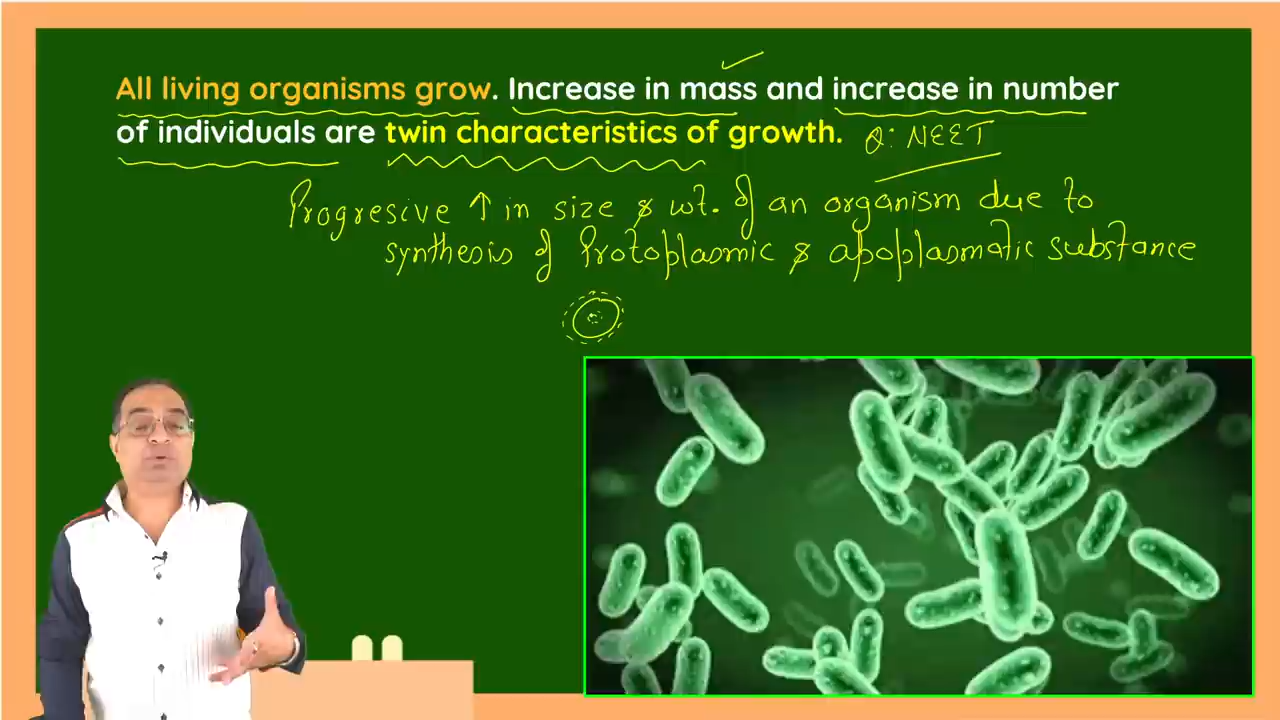 All living organisms grow. Increase in mass and increase in number
of individuals are twin characteristics of growth. Q: NEET
Progresive ↑ in size & wt. of an organism due to
synthesis of Protoplasmic & apoplasmatic substance